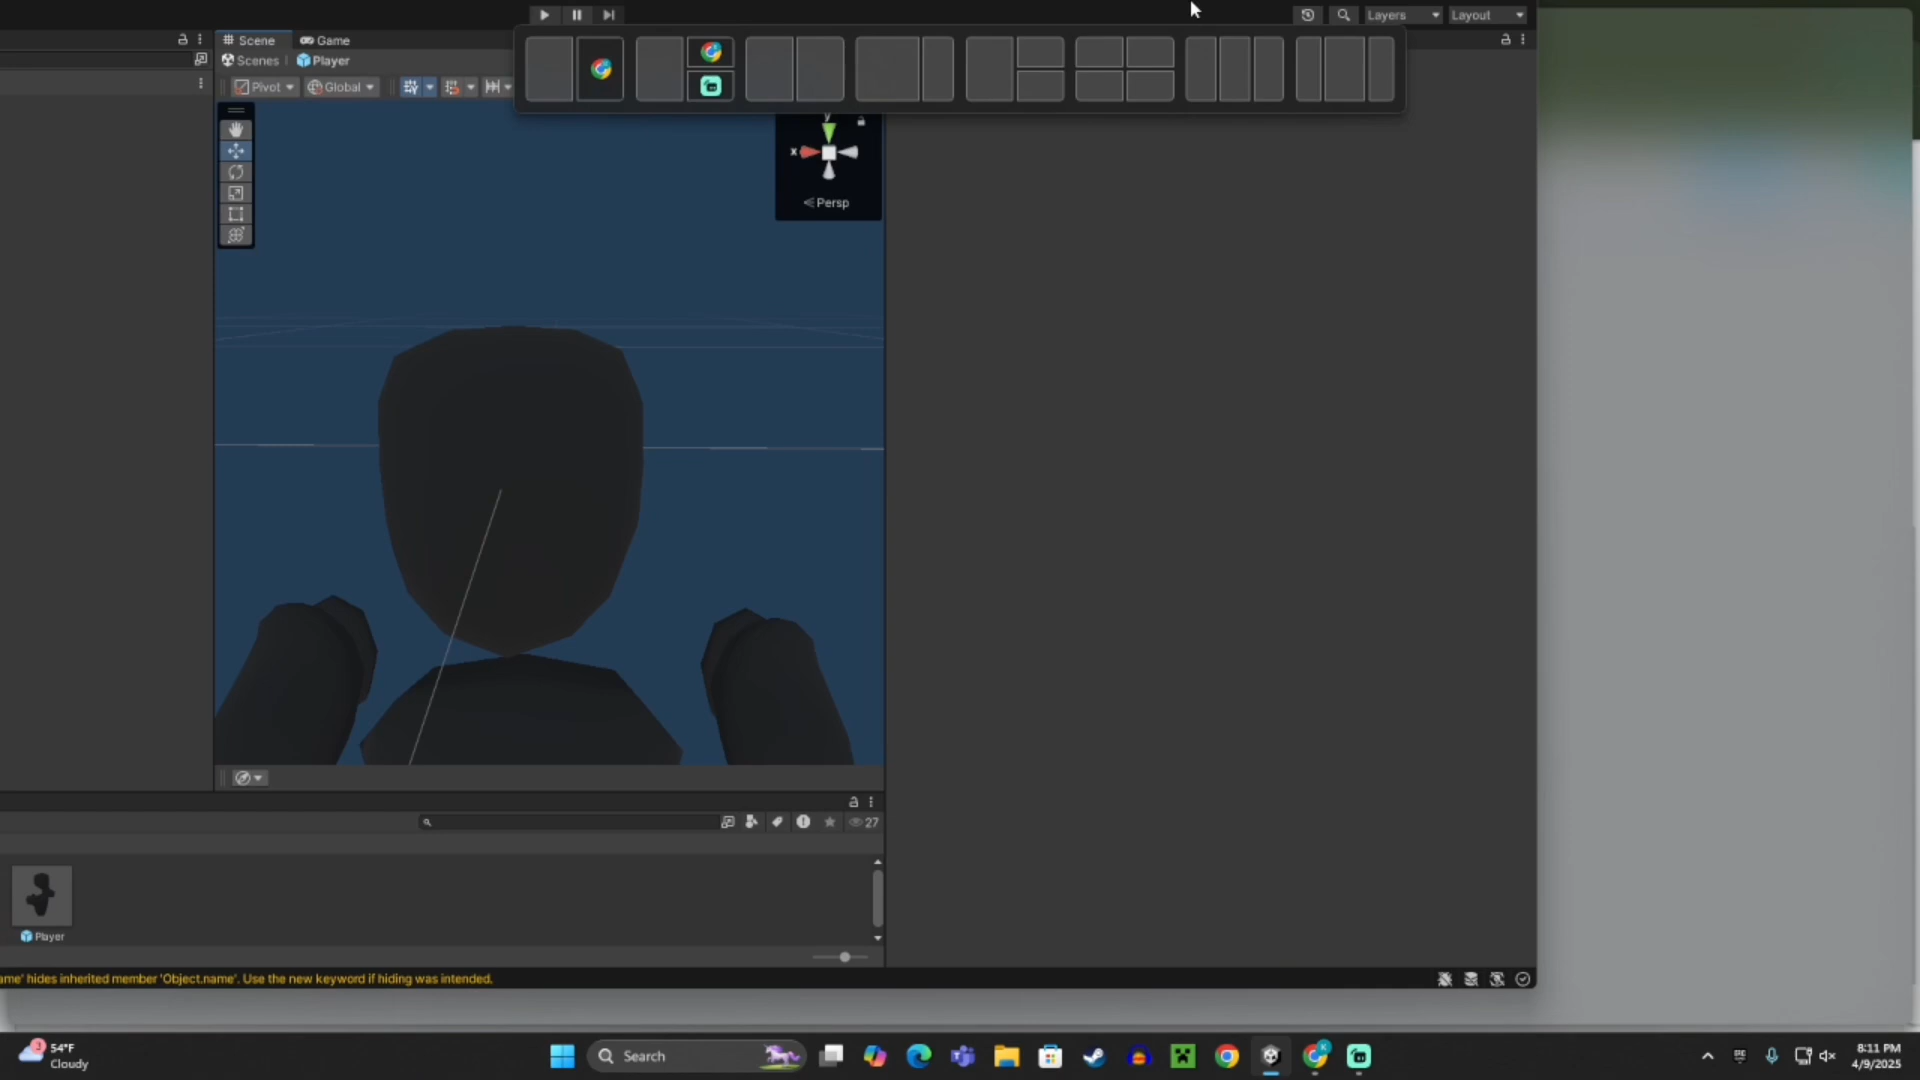 Layers
Layout
Scene
Game
Scenes
Player
Pivot
Global
y
x
Persp
27
Player
ame' hides inherited member 'Object.name'. Use the new keyword if hiding was intended.
3
54°F
Cloudy
Search
8:11 PM
4/9/2025